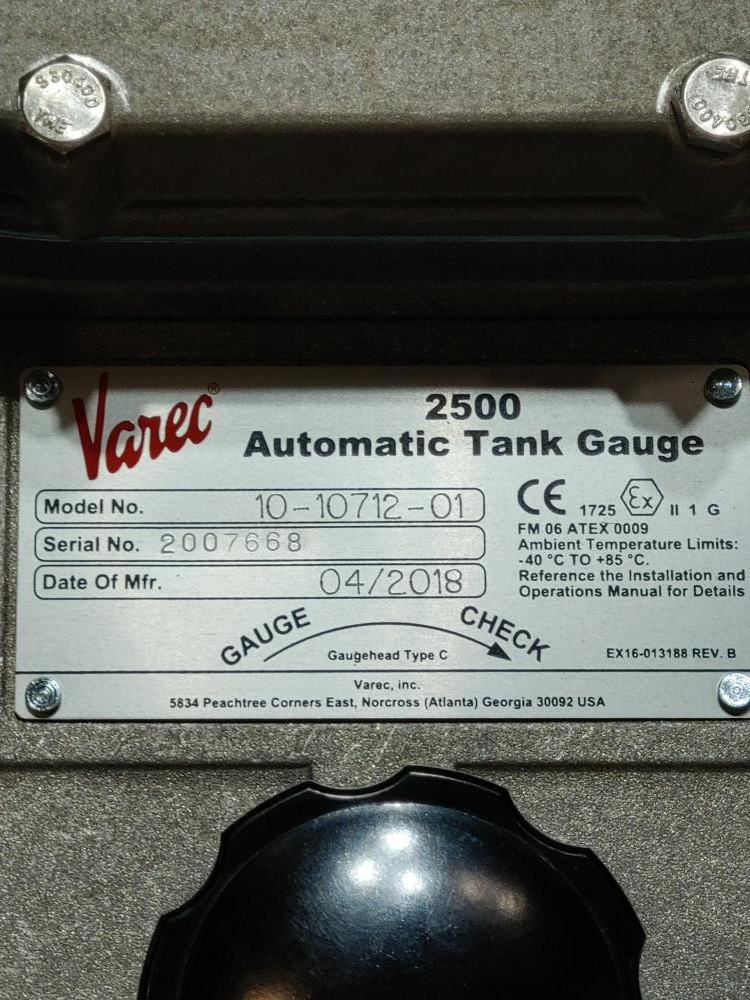 S30400
THE
Varec®
2500
Automatic Tank Gauge
Model No. 10-10712-01
Serial No. 2007668
Date Of Mfr. 04/2018
CE 1725 Ex II 1 G
FM 06 ATEX 0009
Ambient Temperature Limits:
-40 °C TO +85 °C.
Reference the Installation and
Operations Manual for Details
GAUGE CHECK
Gaugehead Type C
EX16-013188 REV. B
Varec, inc.
5834 Peachtree Corners East, Norcross (Atlanta) Georgia 30092 USA